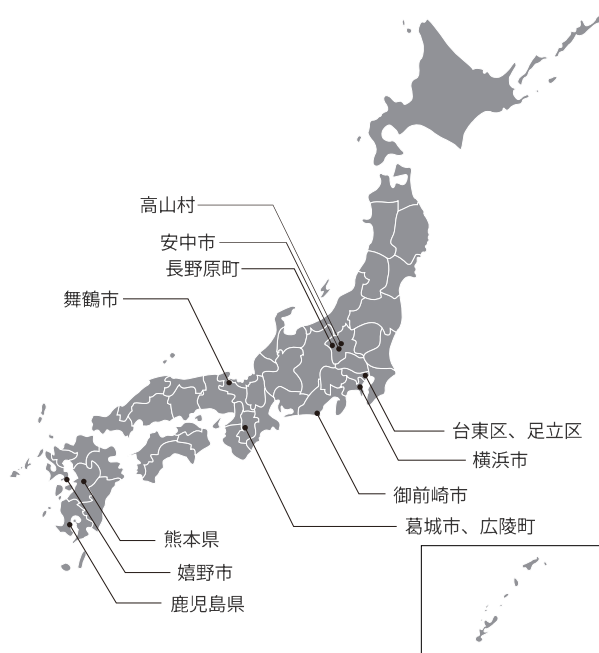 高山村
安中市
長野原町
舞鶴市
台東区、足立区
横浜市
御前崎市
葛城市、広陵町
熊本県
嬉野市
鹿児島県